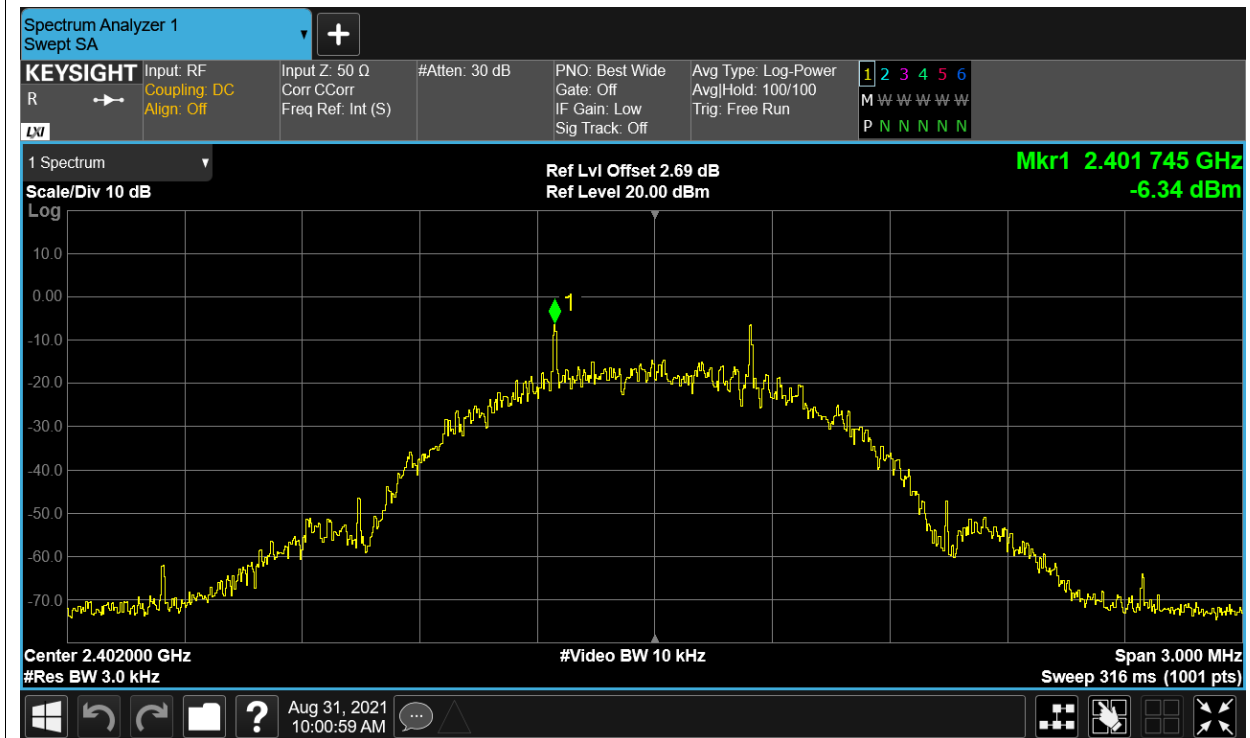 Spectrum Analyzer 1
Swept SA
KEYSIGHT
R
LXI
Input: RF
Coupling: DC
Align: Off
Input Z: 50 Ω
Corr CCorr
Freq Ref: Int (S)
#Atten: 30 dB
PNO: Best Wide
Gate: Off
IF Gain: Low
Sig Track: Off
Avg Type: Log-Power
Avg|Hold: 100/100
Trig: Free Run
1 2 3 4 5 6
M W W W W W
P N N N N N
1 Spectrum
Scale/Div 10 dB
Ref Lvl Offset 2.69 dB
Ref Level 20.00 dBm
Mkr1 2.401 745 GHz
-6.34 dBm
Log
10.0
0.00
-10.0
-20.0
-30.0
-40.0
-50.0
-60.0
-70.0
1
Center 2.402000 GHz
#Video BW 10 kHz
Span 3.000 MHz
#Res BW 3.0 kHz
Sweep 316 ms (1001 pts)
?
Aug 31, 2021
10:00:59 AM